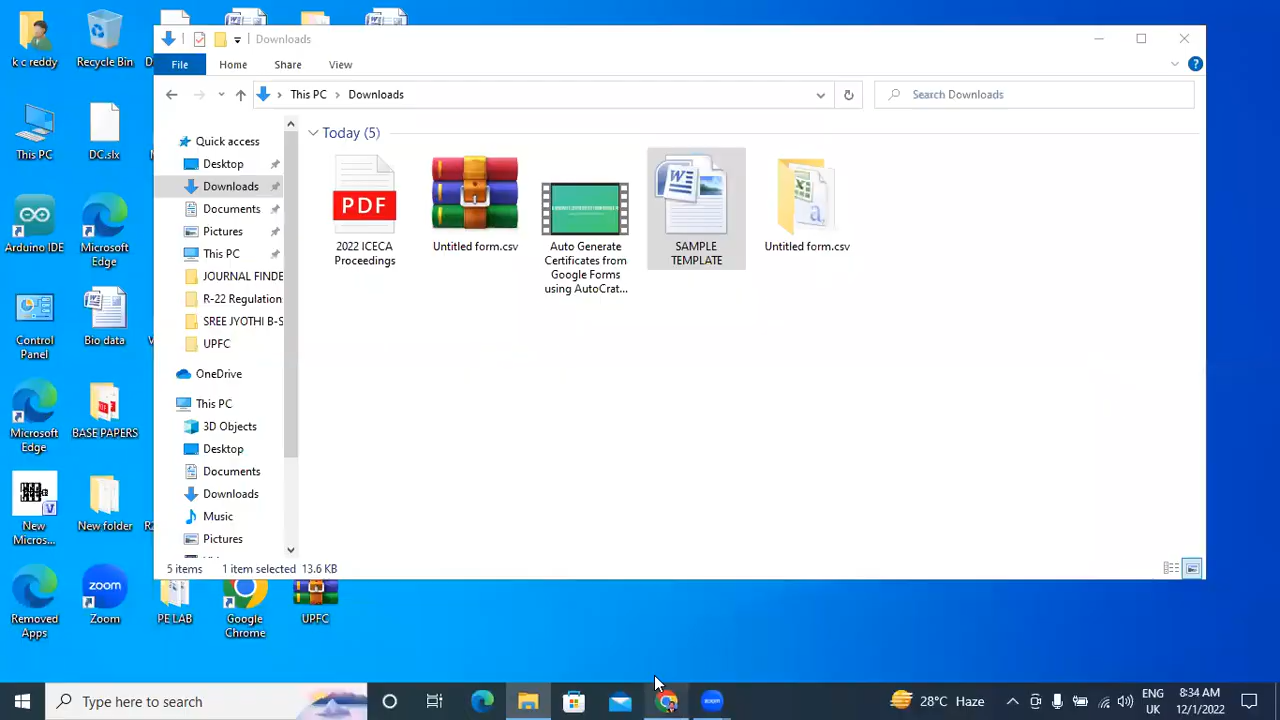 Downloads
File
Home
Share
View
This PC
Downloads
Search Downloads
Quick access
Desktop
Downloads
Documents
Pictures
This PC
JOURNAL FINDE
R-22 Regulation
SREE JYOTHI B-S
UPFC
OneDrive
This PC
3D Objects
Desktop
Documents
Downloads
Music
Pictures
Today (5)
PDF
2022 ICECA
Proceedings
Untitled form.csv
Auto Generate
Certificates from
Google Forms
using AutoCrat...
SAMPLE
TEMPLATE
Untitled form.csv
5 items
1 item selected 13.6 KB
k c reddy
Recycle Bin
This PC
DC.slx
Arduino IDE
Microsoft
Edge
Control
Panel
Bio data
Microsoft
Edge
BASE PAPERS
New
Micros...
New folder
Removed
Apps
zoom
Zoom
PE LAB
Google
Chrome
UPFC
Type here to search
zoom
28°C Haze
ENG
UK
8:34 AM
12/1/2022